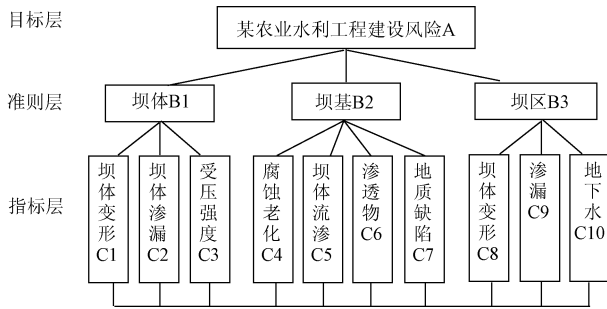 目标层
某农业水利工程建设风险A
准则层
坝体B1
坝基B2
坝区B3
指标层
坝体变形C1
坝体渗漏C2
受压强度C3
腐蚀老化C4
坝体流渗C5
渗透物C6
地质缺陷C7
坝体变形C8
渗漏C9
地下水C10